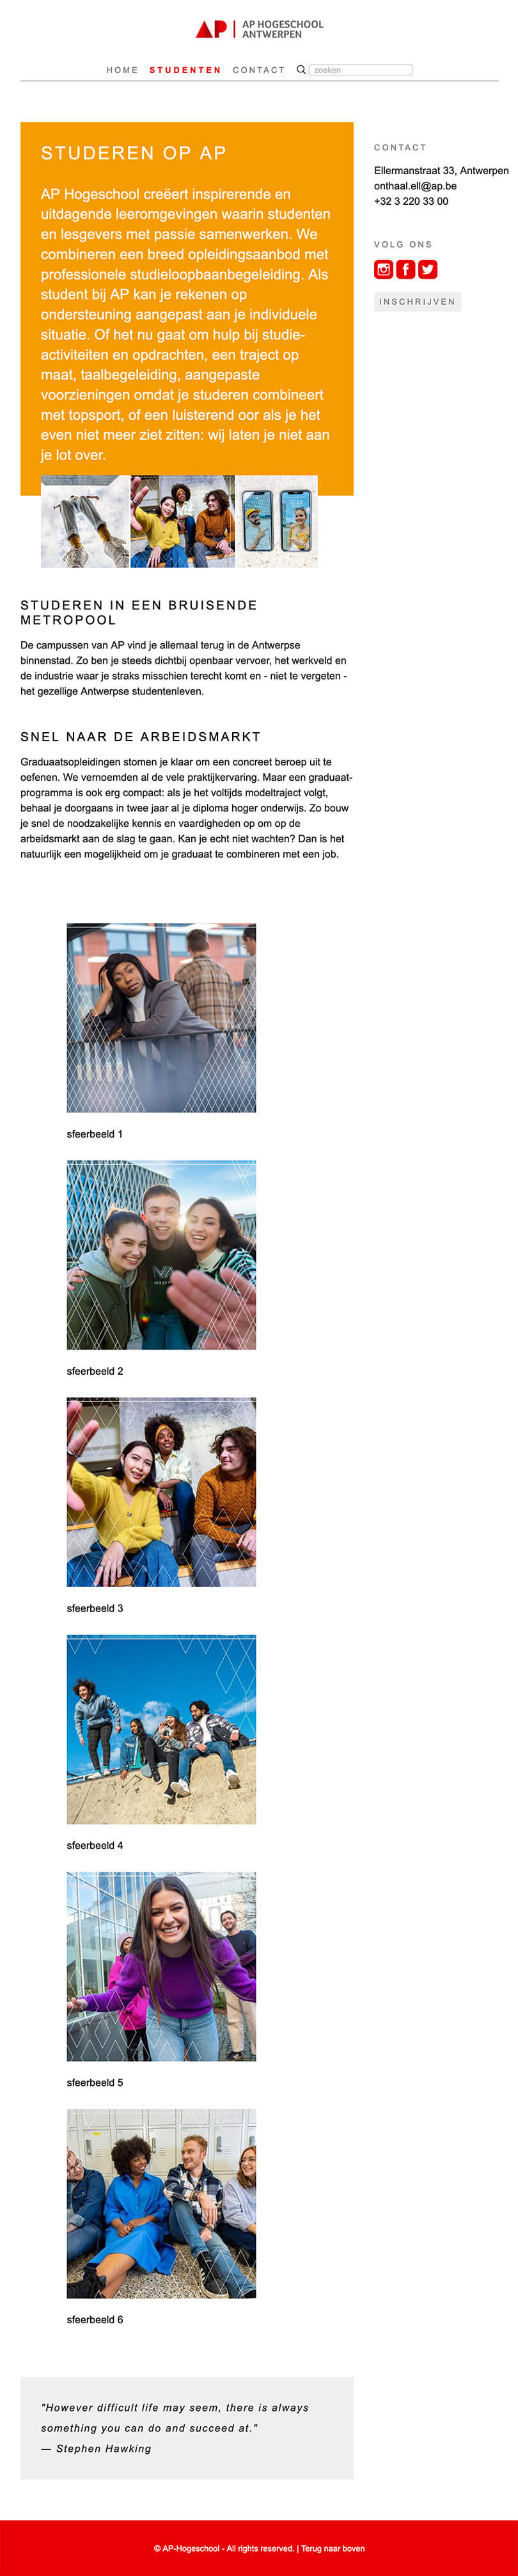 AP HOGESCHOOL
ANTWERPEN
HOME STUDENTEN CONTACT zoeken
STUDEREN OP AP
AP Hogeschool creëert inspirerende en
uitdagende leeromgevingen waarin studenten
en lesgevers met passie samenwerken. We
combineren een breed opleidingsaanbod met
professionele studieloopbaanbegeleiding. Als
student bij AP kan je rekenen op
ondersteuning aangepast aan je individuele
situatie. Of het nu gaat om hulp bij studie-
activiteiten en opdrachten, een traject op
maat, taalbegeleiding, aangepaste
voorzieningen omdat je studeren combineert
met topsport, of een luisterend oor als je het
even niet meer ziet zitten: wij laten je niet aan
je lot over.
CONTACT
Ellermanstraat 33, Antwerpen
onthaal.ell@ap.be
+32 3 220 33 00
VOLG ONS
INSCHRIJVEN
STUDEREN IN EEN BRUISENDE
METROPOOL
De campussen van AP vind je allemaal terug in de Antwerpse
binnenstad. Zo ben je steeds dichtbij openbaar vervoer, het werkveld en
de industrie waar je straks misschien terecht komt en - niet te vergeten -
het gezellige Antwerpse studentenleven.
SNEL NAAR DE ARBEIDSMARKT
Graduaatsopleidingen stomen je klaar om een concreet beroep uit te
oefenen. We vernoemden al de vele praktijkervaring. Maar een graduaat-
programma is ook erg compact: als je het voltijds modeltraject volgt,
behaal je doorgaans in twee jaar al je diploma hoger onderwijs. Zo bouw
je snel de noodzakelijke kennis en vaardigheden op om op de
arbeidsmarkt aan de slag te gaan. Kan je echt niet wachten? Dan is het
natuurlijk een mogelijkheid om je graduaat te combineren met een job.
sfeerbeeld 1
sfeerbeeld 2
sfeerbeeld 3
sfeerbeeld 4
sfeerbeeld 5
sfeerbeeld 6
"However difficult life may seem, there is always
something you can do and succeed at."
— Stephen Hawking
© AP-Hogeschool - All rights reserved. | Terug naar boven